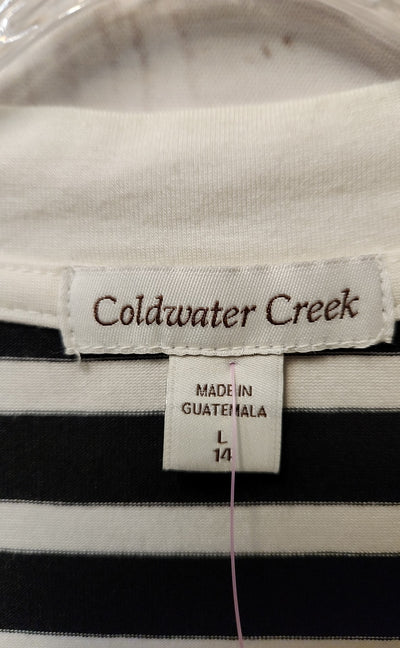 Coldwater Creek
MADE IN
GUATEMALA
L
14